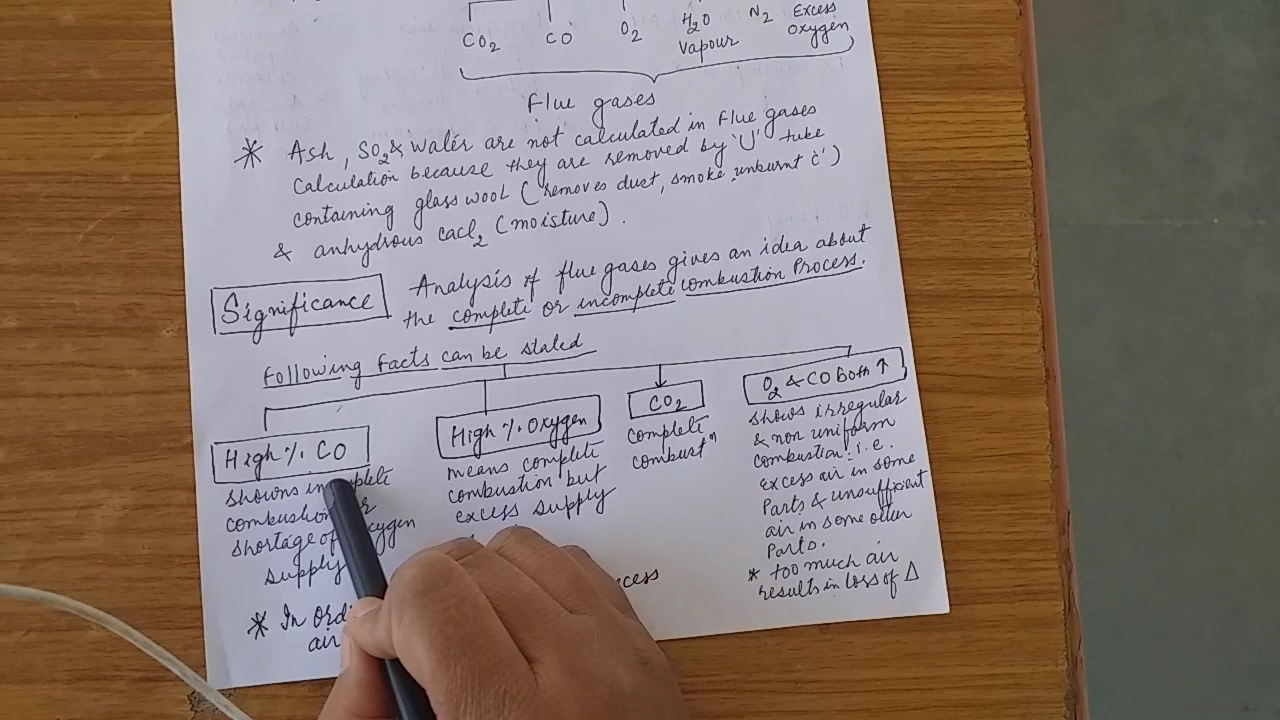 CO2 CO O2 H2O Vapour N2 Excess Oxygen
Flue gases
* Ash, SO2 & Water are not calculated in Flue gases
Calculation because they are removed by 'U' tube
containing glass wool (removes dust, smoke, unburnt 'c')
& anhydrous cacl2 (moisture).
Significance
Analysis of flue gases gives an idea about
the complete or incomplete combustion Process.
Following Facts can be stated
High % CO
showns in
combustion
shortage of
supply
High % Oxygen
means complete
combustion but
excess supply
CO2
complete
combustn
O2 & CO both ↑
shows irregular
& non uniform
combustion. i.e.
Excess air in some
Parts & unsufficient
air in some other
Parts.
* too much air
results in loss of Δ
* In
air